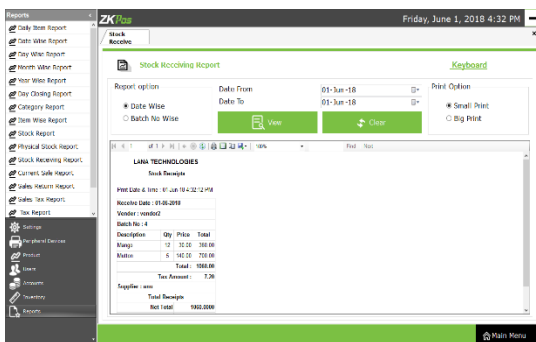 Reports
Daily Item Report
Date Wise Report
Day Wise Report
Month Wise Report
Year Wise Report
Day Closing Report
Category Report
Item Wise Report
Stock Report
Physical Stock Report
Stock Receving Report
Current Sale Report
Sales Return Report
Sales Tax Report
Tax Report
Settings
Peripheral Devices
Product
Users
Accounts
Inventory
Reports
ZKPos
Friday, June 1, 2018 4:32 PM
Stock
Receive
Stock Receiving Report
Keyboard
Report option
Date Wise
Batch No Wise
Date From
01-Jun-18
Date To
01-Jun-18
View
Clear
Print Option
Small Print
Big Print
of 1
100%
Find Next
LANA TECHNOLOGIES
Stock Receipts
Print Date & Time : 01 Jun 18 4:32:12 PM
Receive Date : 01-06-2018
Vendor : vendor2
Batch No : 4
Description Qty Price Total
Mango 12 30.00 360.00
Mutton 5 140.00 700.00
Total : 1060.00
Tax Amount : 7.20
Supplier :
Total Receipts
Net Total 1060.0000
Main Menu